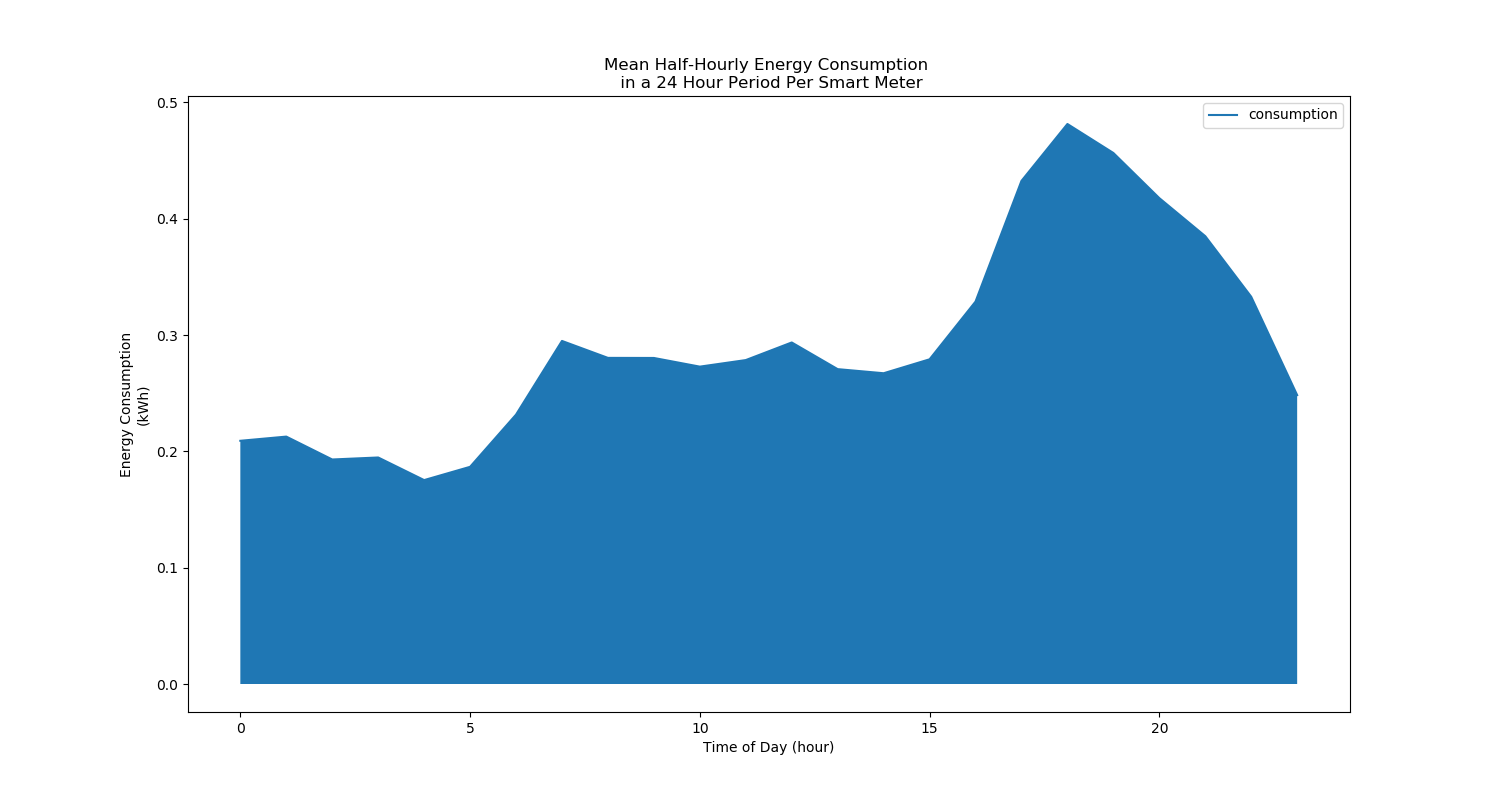 Mean Half-Hourly Energy Consumption
in a 24 Hour Period Per Smart Meter
consumption
0.5
0.4
0.3
0.2
0.1
0.0
Energy Consumption
(kWh)
0 5 10 15 20
Time of Day (hour)